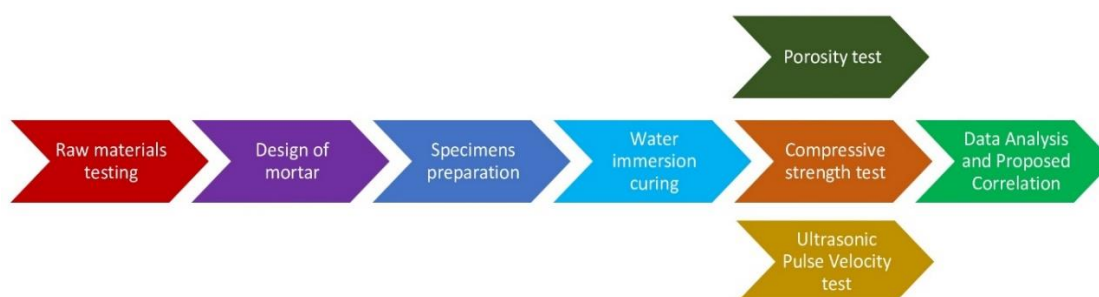 Porosity test
Raw materials
testing
Design of
mortar
Specimens
preparation
Water
immersion
curing
Compressive
strength test
Data Analysis
and Proposed
Correlation
Ultrasonic
Pulse Velocity
test